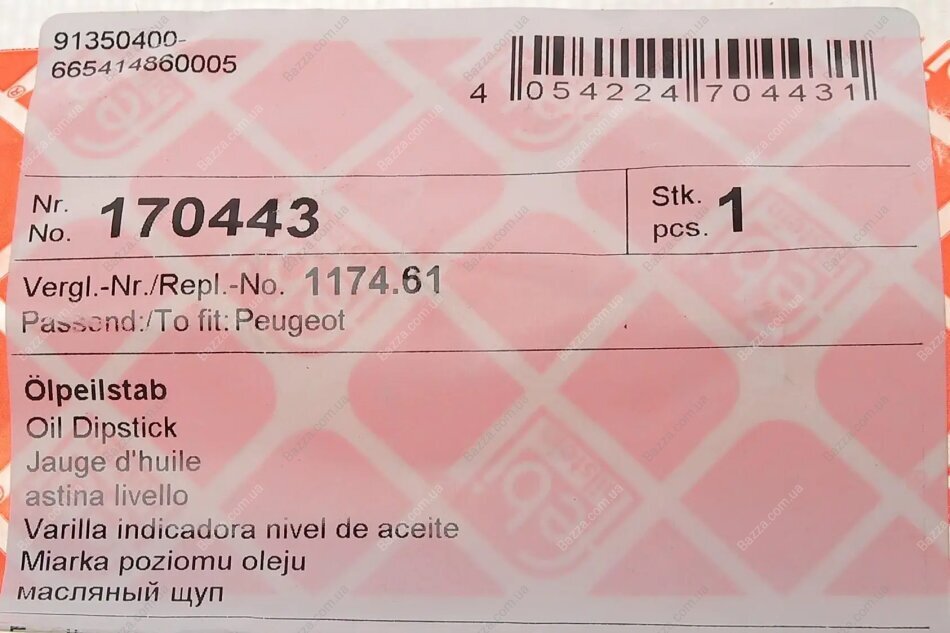 91350400-
665414860005
4 054224 704431
Nr.
No. 170443
Stk.
pcs. 1
Vergl.-Nr./Repl.-No. 1174.61
Passend:/To fit: Peugeot
Ölpeilstab
Oil Dipstick
Jauge d'huile
astina livello
Varilla indicadora nivel de aceite
Miarka poziomu oleju
масляный щуп